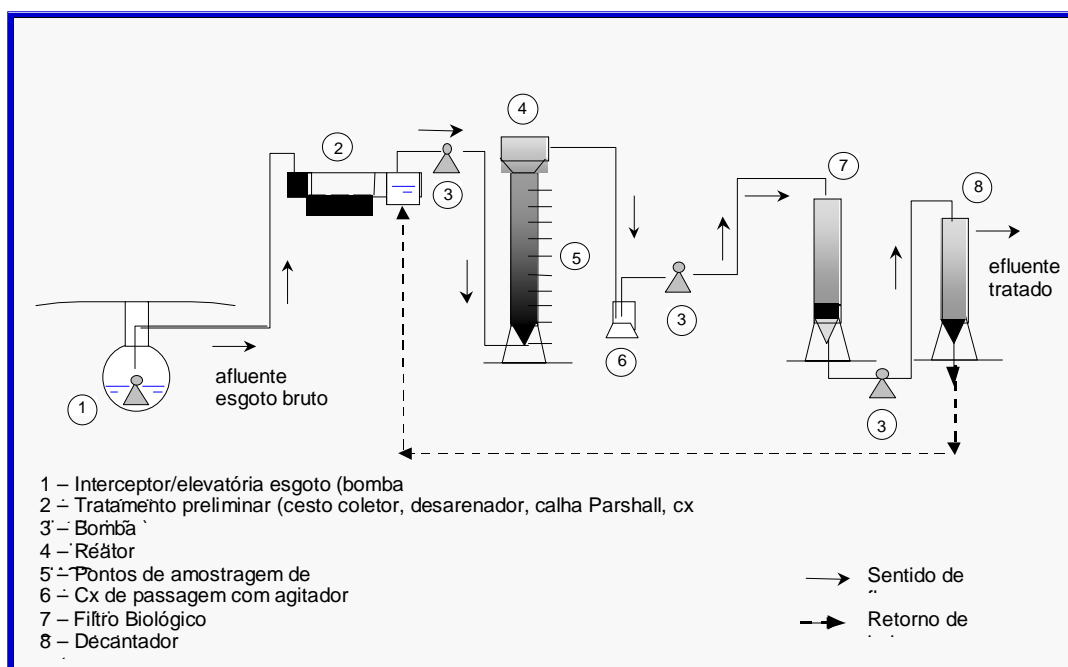 4
2
7
3
8
5
efluente
tratado
3
6
afluente
esgoto bruto
1
3
1 – Interceptor/elevatória esgoto (bomba
2 – Tratamento preliminar (cesto coletor, desarenador, calha Parshall, cx
3 – Bomba
4 – Reator
5 – Pontos de amostragem de
6 – Cx de passagem com agitador
7 – Filtro Biológico
8 – Decantador
Sentido de
Retorno de